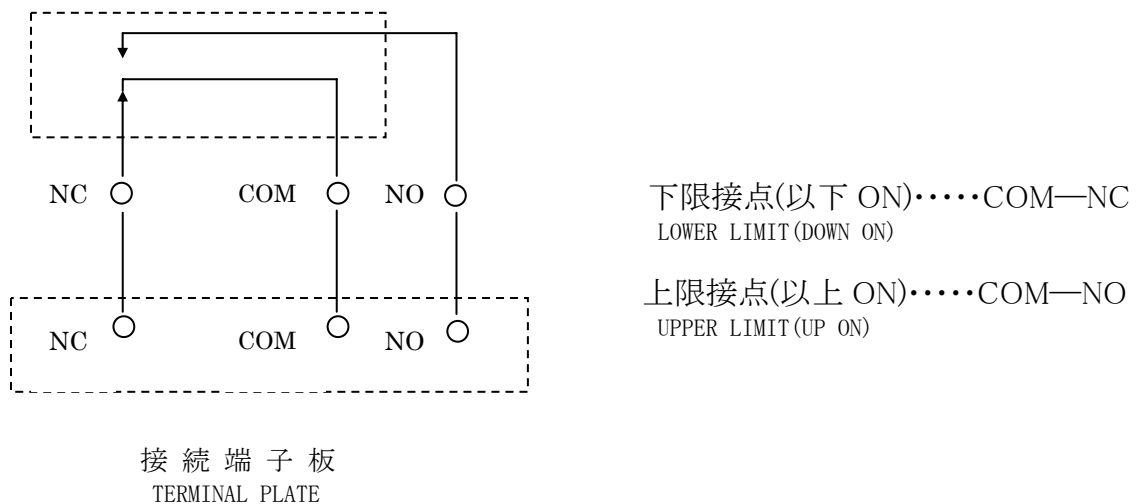 NC COM NO
下限接点(以下 ON)・・・・・COM―NC
LOWER LIMIT(DOWN ON)
上限接点(以上 ON)・・・・・COM―NO
UPPER LIMIT(UP ON)
NC COM NO
接 続 端 子 板
TERMINAL PLATE